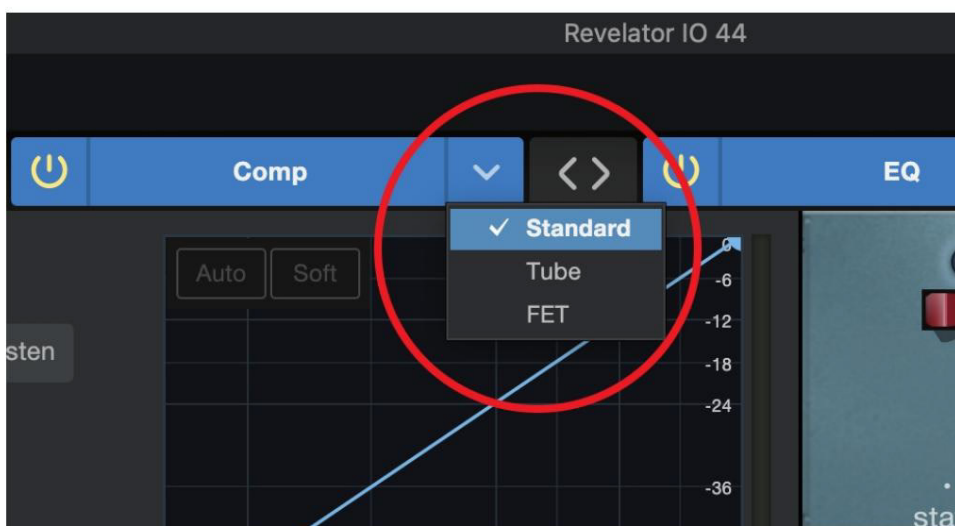 Revelator IO 44
Comp
EQ
Standard
Tube
FET
Auto Soft
0
-6
-12
-18
-24
-36
sten
sta